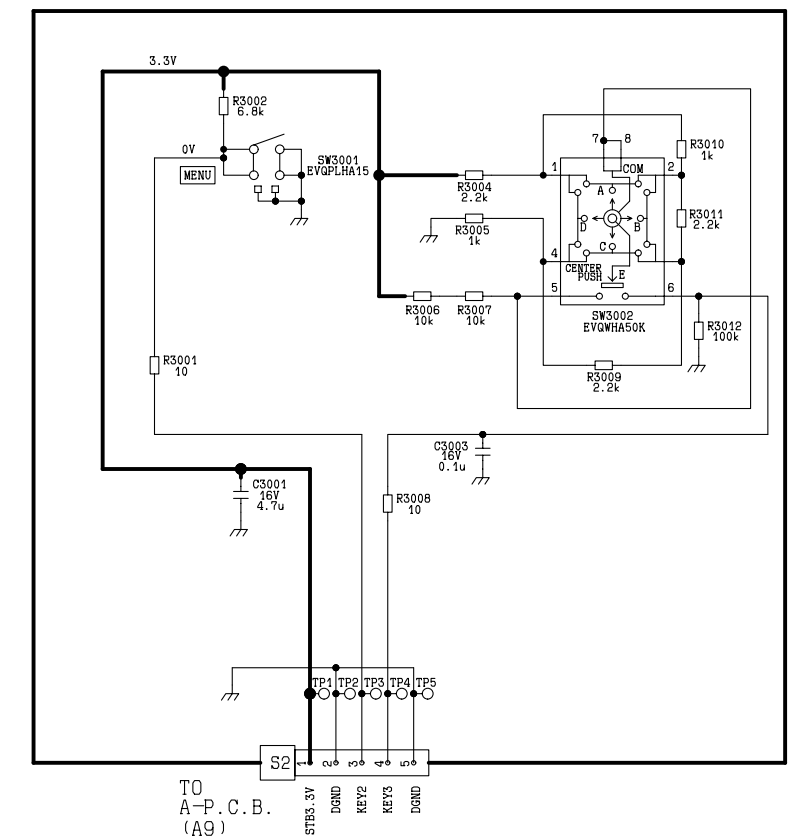 3.3V
R3002
6.8k
0V
MENU
SW3001
EVQPLHA15
7 8
R3010
1k
1 COM 2
A
R3004
2.2k
R3011
2.2k
D B
R3005
1k
C
4
CENTER
PUSH E
5 6
R3006
10k
R3007
10k
SW3002
EVQWHA50K
R3012
100k
R3001
10
R3009
2.2k
C3003
16V
0.1u
C3001
16V
4.7u
R3008
10
TP1 TP2 TP3 TP4 TP5
S2 1 2 3 4 5
STB3.3V DGND KEY2 KEY3 DGND
TO
A-P.C.B.
(A9)